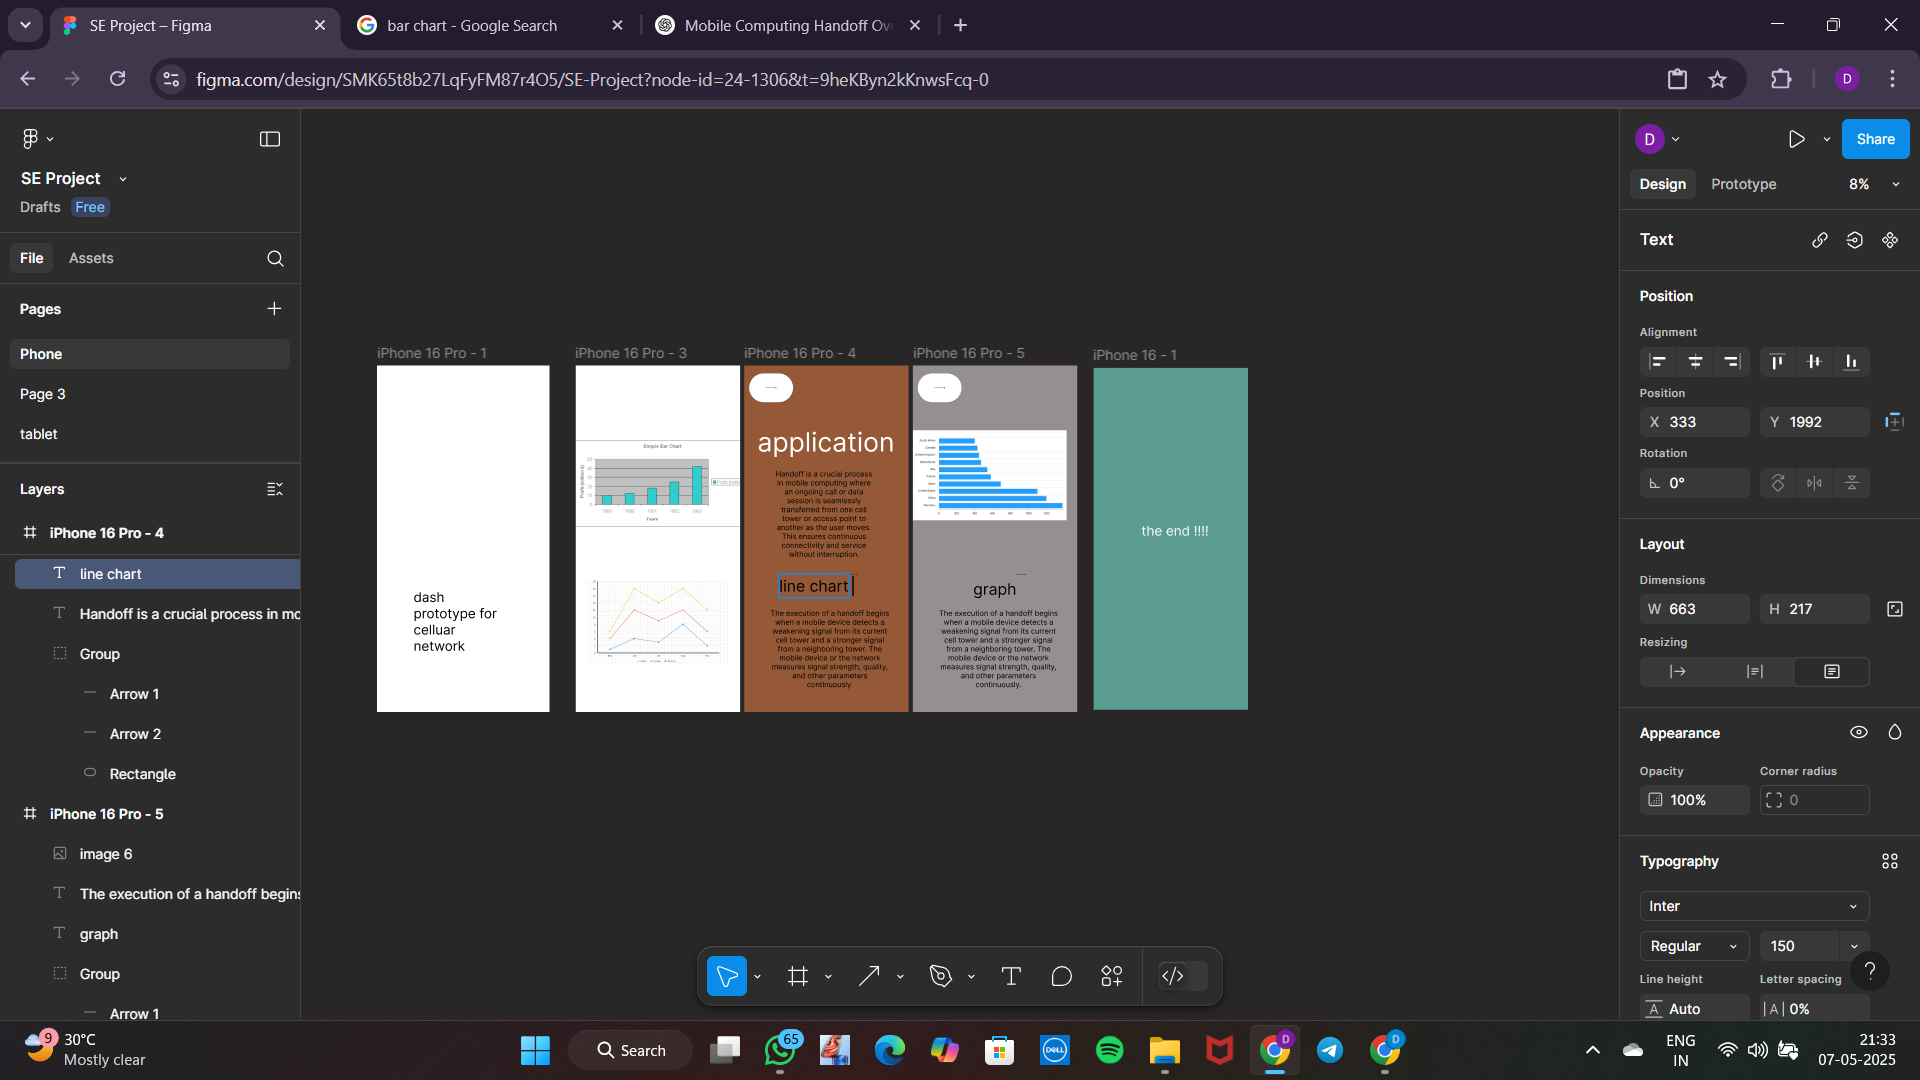 SE Project – Figma
bar chart - Google Search
Mobile Computing Handoff Ov
figma.com/design/SMK65t8b27LqFyFM87r4O5/SE-Project?node-id=24-1306&t=9heKByn2kKnwsFcq-0
D
SE Project
Drafts
Free
File
Assets
Pages
Phone
Page 3
tablet
Layers
iPhone 16 Pro - 4
line chart
Handoff is a crucial process in mo
Group
Arrow 1
Arrow 2
Rectangle
iPhone 16 Pro - 5
image 6
The execution of a handoff begins
graph
Group
Arrow 1
iPhone 16 Pro - 1
dash
prototype for
celluar
network
iPhone 16 Pro - 3
Simple Bar Chart
Years
iPhone 16 Pro - 4
application
Handoff is a crucial process
in mobile computing where
an ongoing call or data
session is seamlessly
transferred from one cell
tower or access point to
another as the user moves.
This ensures continuous
connectivity and service
without interruption.
line chart
The execution of a handoff begins
when a mobile device detects a
weakening signal from its current
cell tower and a stronger signal
from a neighboring tower. The
mobile device or the network
measures signal strength, quality,
and other parameters
continuously.
iPhone 16 Pro - 5
graph
The execution of a handoff begins
when a mobile device detects a
weakening signal from its current
cell tower and a stronger signal
from a neighboring tower. The
mobile device or the network
measures signal strength, quality,
and other parameters
continuously.
iPhone 16 - 1
the end !!!!
D
Share
Design
Prototype
8%
Text
Position
Alignment
Position
X 333
Y 1992
Rotation
0°
Layout
Dimensions
W 663
H 217
Resizing
Appearance
Opacity
Corner radius
100%
0
Typography
Inter
Regular
150
?
Line height
Letter spacing
Auto
|A| 0%
9
30°C
Mostly clear
Search
65
DELL
D
D
ENG
IN
21:33
07-05-2025